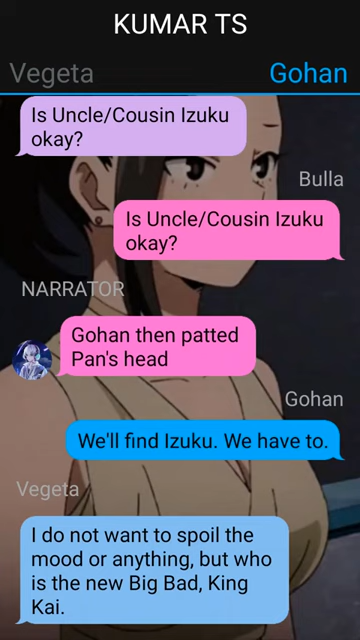 KUMAR TS
Vegeta
Gohan
Is Uncle/Cousin Izuku
okay?
Bulla
Is Uncle/Cousin Izuku
okay?
NARRATOR
Gohan then patted
Pan's head
Gohan
We'll find Izuku. We have to.
Vegeta
I do not want to spoil the
mood or anything, but who
is the new Big Bad, King
Kai.